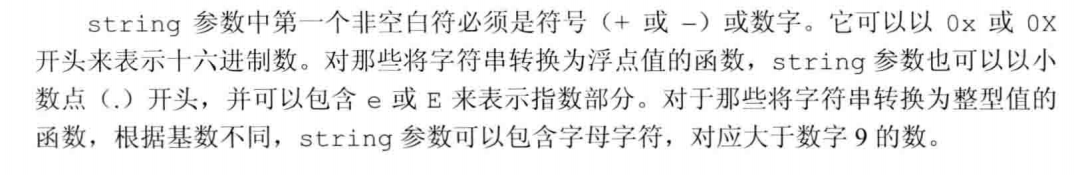 string 参数中第一个非空白符必须是符号（+ 或 –）或数字。它可以以 0x 或 0X
开头来表示十六进制数。对那些将字符串转换为浮点值的函数，string 参数也可以以小
数点（.）开头，并可以包含 e 或 E 来表示指数部分。对于那些将字符串转换为整型值的
函数，根据基数不同，string 参数可以包含字母字符，对应大于数字 9 的数。